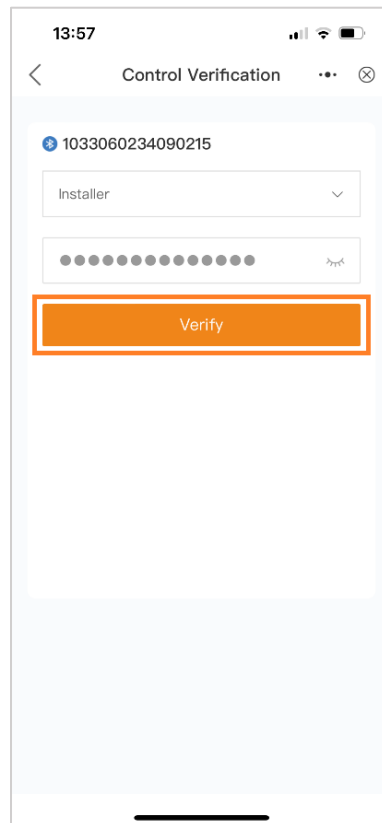 13:57
Control Verification
1033060234090215
Installer
Verify